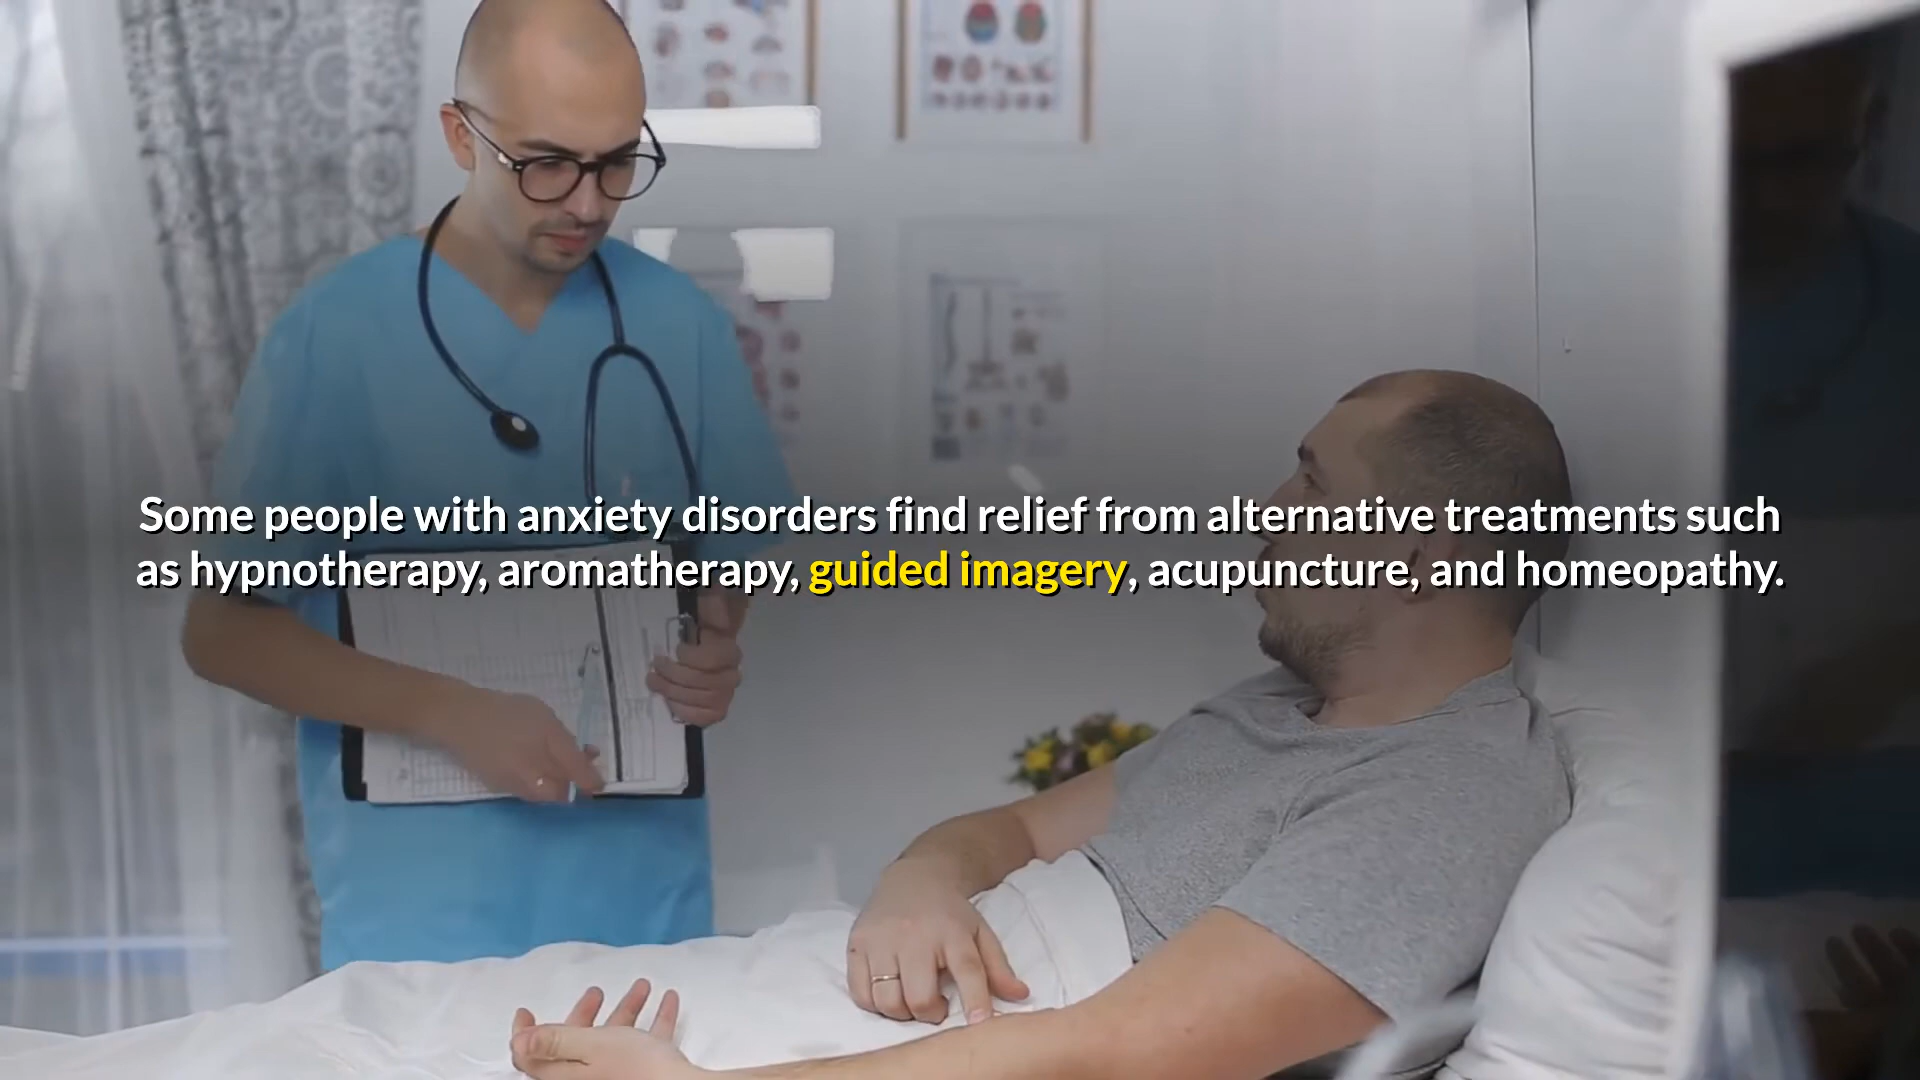 Some people with anxiety disorders find relief from alternative treatments such
as hypnotherapy, aromatherapy, guided imagery, acupuncture, and homeopathy.